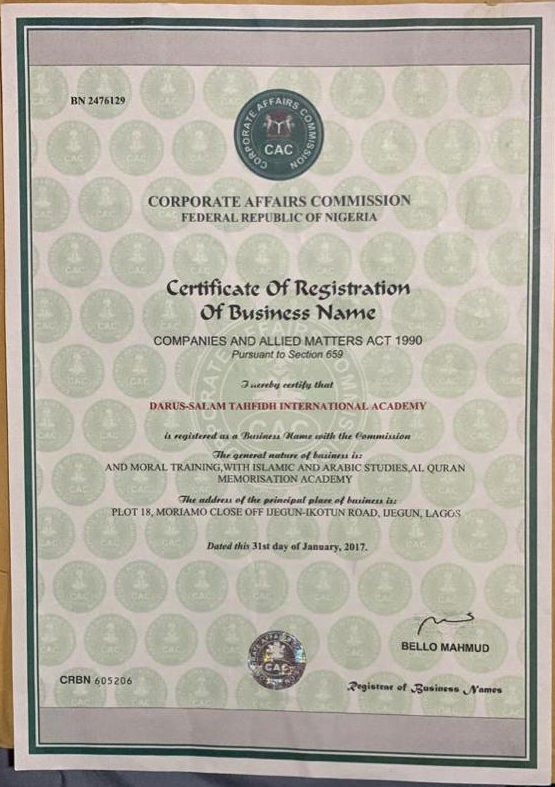 BN 2476129
CORPORATE AFFAIRS COMMISSION
CAC
CORPORATE AFFAIRS COMMISSION
FEDERAL REPUBLIC OF NIGERIA
Certificate Of Registration
Of Business Name
COMPANIES AND ALLIED MATTERS ACT 1990
Pursuant to Section 659
I hereby certify that
DARUS-SALAM TAHFIDH INTERNATIONAL ACADEMY
is registered as a Business Name with the Commission
The general nature of business is:
AND MORAL TRAINING,WITH ISLAMIC AND ARABIC STUDIES,AL QURAN
MEMORISATION ACADEMY
The address of the principal place of business is:
PLOT 18, MORIAMO CLOSE OFF IJEGUN-IKOTUN ROAD, IJEGUN, LAGOS
Dated this 31st day of January, 2017.
BELLO MAHMUD
CAC
CRBN 605206
Registrar of Business Names